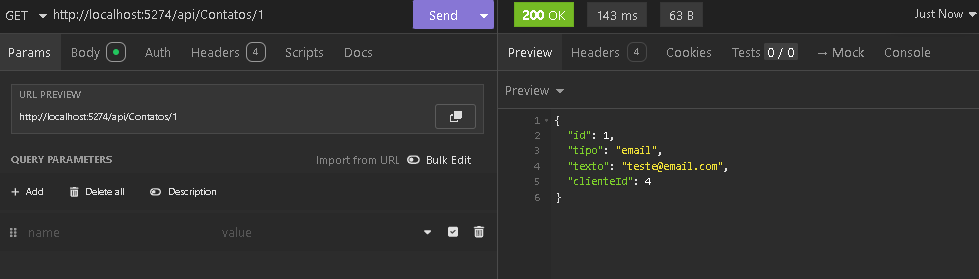 GET http://localhost:5274/api/Contatos/1 Send
Params Body Auth Headers 4 Scripts Docs
URL PREVIEW
http://localhost:5274/api/Contatos/1
QUERY PARAMETERS Import from URL Bulk Edit
+ Add Delete all Description
name value
200 OK 143 ms 63 B Just Now
Preview Headers 4 Cookies Tests 0 / 0 → Mock Console
Preview
1 {
2 "id": 1,
3 "tipo": "email",
4 "texto": "teste@email.com",
5 "clienteId": 4
6 }